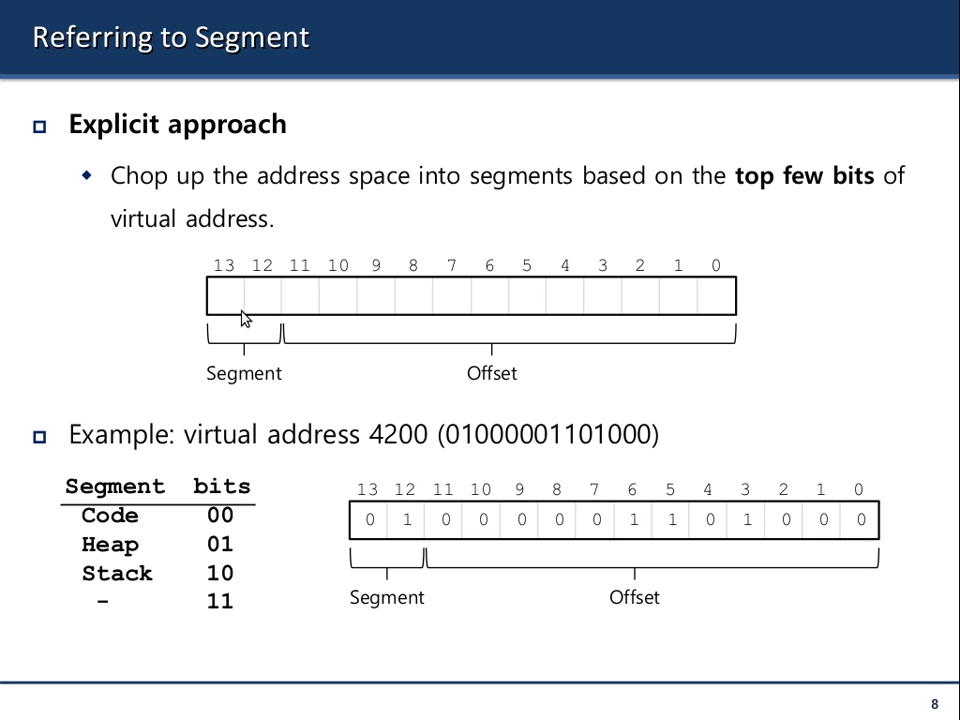 Referring to Segment
Explicit approach
Chop up the address space into segments based on the top few bits of
virtual address.
13 12 11 10 9 8 7 6 5 4 3 2 1 0
Segment Offset
Example: virtual address 4200 (01000001101000)
Segment bits
Code 00
Heap 01
Stack 10
- 11
13 12 11 10 9 8 7 6 5 4 3 2 1 0
0 1 0 0 0 0 0 1 1 0 1 0 0 0
Segment Offset
8